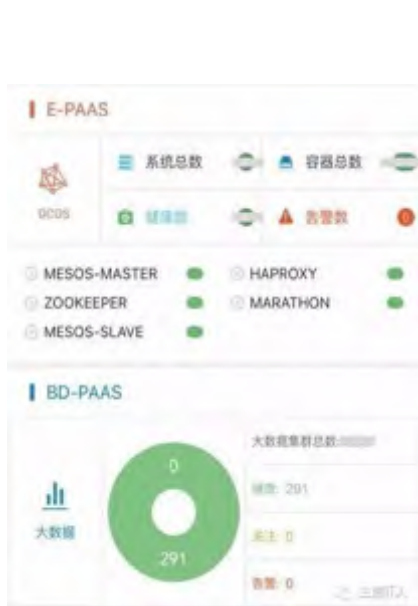 E-PAAS
系统总数
容器总数
DCOS
健康数
告警数
0
MESOS-MASTER
HAPROXY
ZOOKEEPER
MARATHON
MESOS-SLAVE
BD-PAAS
大数据集群总数:
0
健康: 291
大数据
关注: 0
291
告警: 0